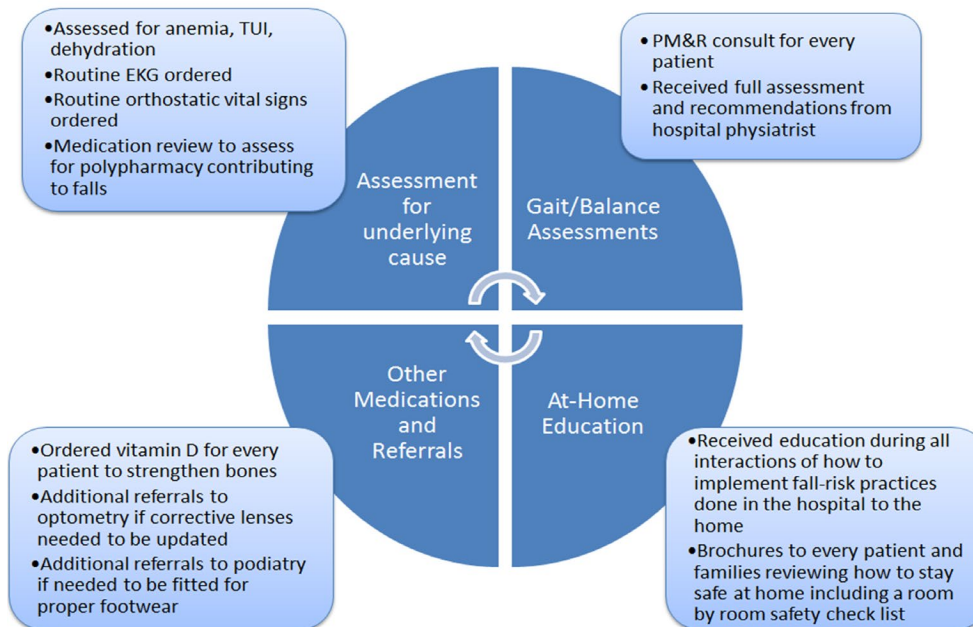 •Assessed for anemia, TUI,
dehydration
•Routine EKG ordered
•Routine orthostatic vital signs
ordered
•Medication review to assess
for polypharmacy contributing
to falls
Assessment
for
underlying
cause
• PM&R consult for every
patient
• Received full assessment
and recommendations from
hospital physiatrist
Gait/Balance
Assessments
Other
Medications
and
Referrals
•Ordered vitamin D for every
patient to strengthen bones
•Additional referrals to
optometry if corrective lenses
needed to be updated
•Additional referrals to podiatry
if needed to be fitted for
proper footwear
At-Home
Education
•Received education during all
interactions of how to
implement fall-risk practices
done in the hospital to the
home
•Brochures to every patient and
families reviewing how to stay
safe at home including a room
by room safety check list